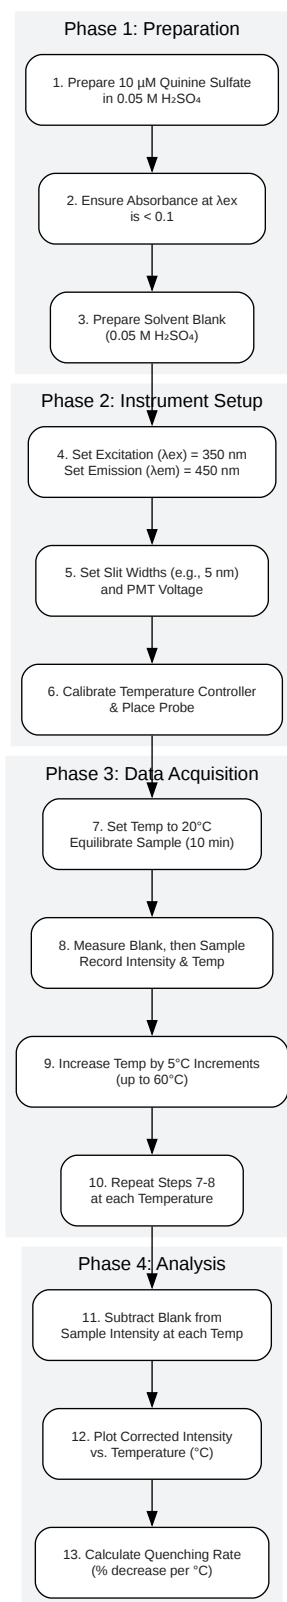 Phase 1: Preparation
1. Prepare 10 µM Quinine Sulfate
in 0.05 M H₂SO₄
2. Ensure Absorbance at λex
is < 0.1
3. Prepare Solvent Blank
(0.05 M H₂SO₄)
Phase 2: Instrument Setup
4. Set Excitation (λex) = 350 nm
Set Emission (λem) = 450 nm
5. Set Slit Widths (e.g., 5 nm)
and PMT Voltage
6. Calibrate Temperature Controller
& Place Probe
Phase 3: Data Acquisition
7. Set Temp to 20°C
Equilibrate Sample (10 min)
8. Measure Blank, then Sample
Record Intensity & Temp
9. Increase Temp by 5°C Increments
(up to 60°C)
10. Repeat Steps 7-8
at each Temperature
Phase 4: Analysis
11. Subtract Blank from
Sample Intensity at each Temp
12. Plot Corrected Intensity
vs. Temperature (°C)
13. Calculate Quenching Rate
(% decrease per °C)